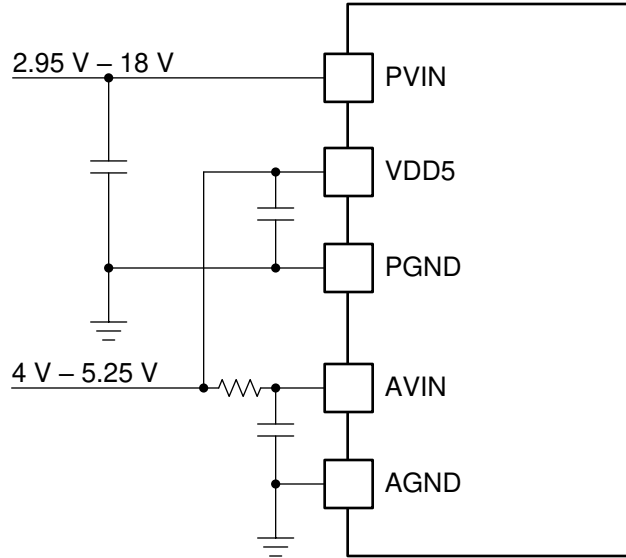 2.95 V – 18 V
PVIN
VDD5
PGND
4 V – 5.25 V
AVIN
AGND